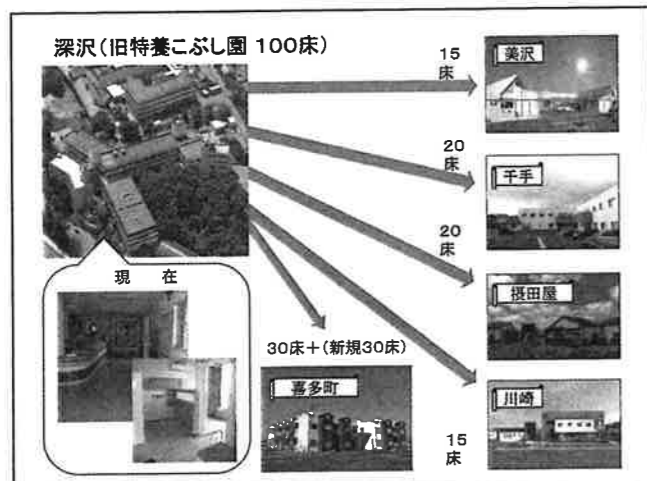 深沢(旧特養こぶし園 100床)
15
床
美沢
20
床
千手
20
床
摂田屋
現 在
30床+(新規30床)
喜多町
15
床
川崎